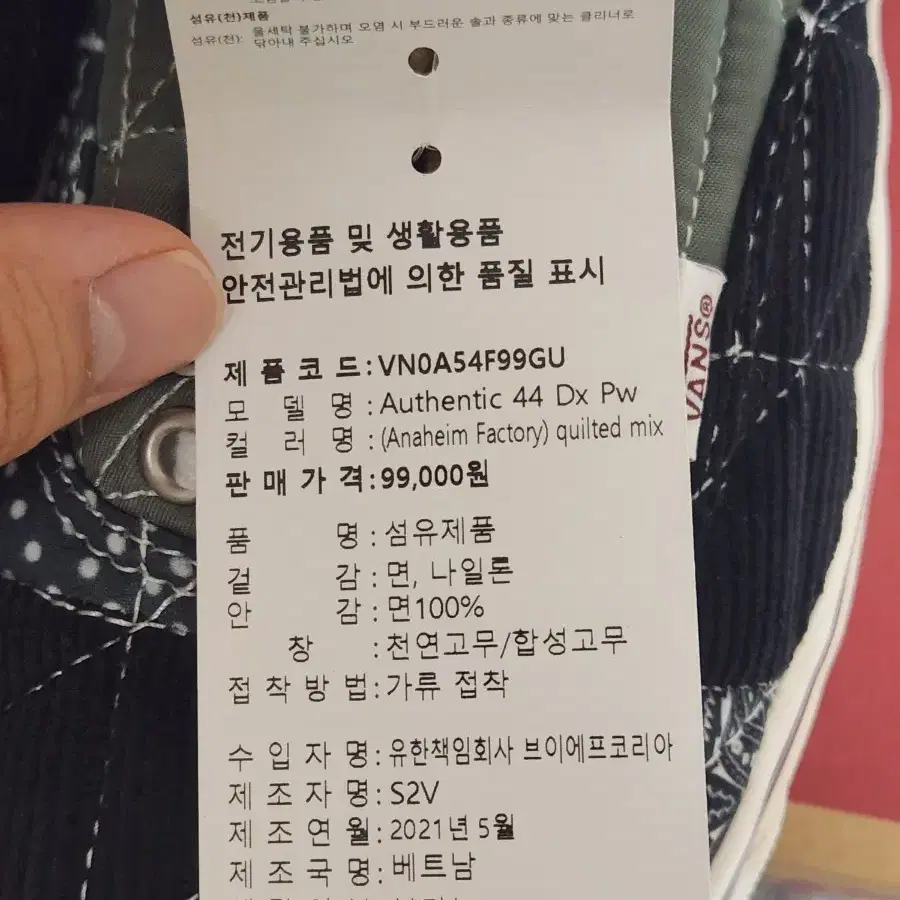 섬유(천)제품
물세탁 불가하며 오염 시 부드러운 솔과 종류에 맞는 클리너로
섬유(천): 닦아내 주십시오
전기용품 및 생활용품
안전관리법에 의한 품질 표시
제 품 코 드:VN0A54F99GU
모 델 명 : Authentic 44 Dx Pw
컬 러 명 : (Anaheim Factory) quilted mix
판 매 가 격:99,000원
품 명 : 섬유제품
겉 감 : 면, 나일론
안 감 : 면100%
창 : 천연고무/합성고무
접 착 방 법:가류 접착
수 입 자 명: 유한책임회사 브이에프코리아
제 조 자 명: S2V
제 조 연 월: 2021년 5월
제 조 국 명: 베트남
VANS®